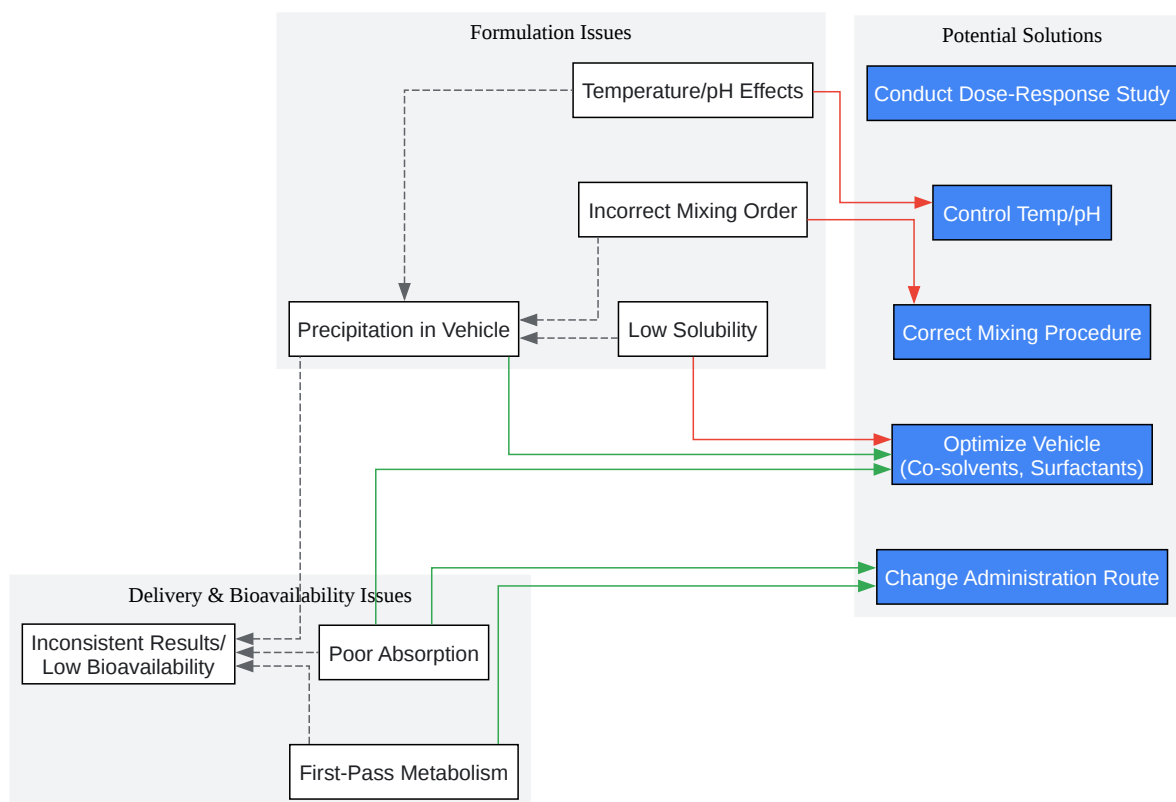 Formulation Issues
Temperature/pH Effects
Incorrect Mixing Order
Precipitation in Vehicle
Low Solubility
Potential Solutions
Conduct Dose-Response Study
Control Temp/pH
Correct Mixing Procedure
Optimize Vehicle
(Co-solvents, Surfactants)
Change Administration Route
Delivery & Bioavailability Issues
Inconsistent Results/
Low Bioavailability
Poor Absorption
First-Pass Metabolism